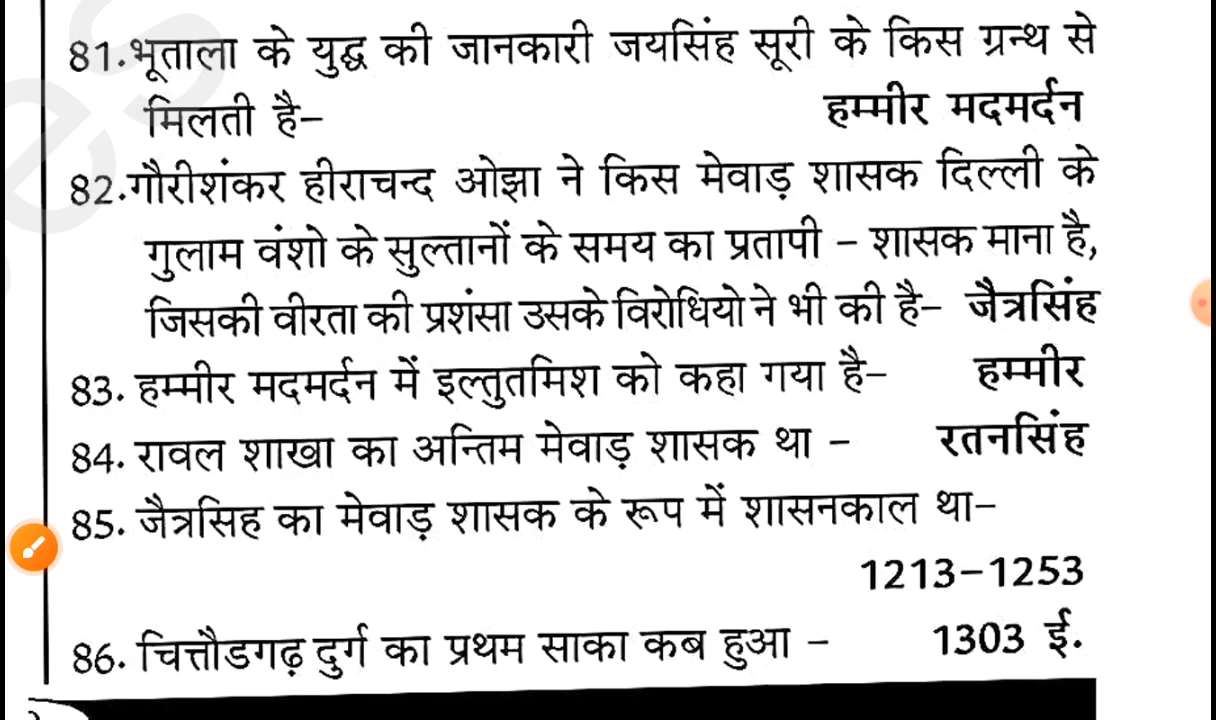 81.भूताला के युद्ध की जानकारी जयसिंह सूरी के किस ग्रन्थ से
मिलती है- हम्मीर मदमर्दन
82.गौरीशंकर हीराचन्द ओझा ने किस मेवाड़ शासक दिल्ली के
गुलाम वंशो के सुल्तानों के समय का प्रतापी - शासक माना है,
जिसकी वीरता की प्रशंसा उसके विरोधियो ने भी की है- जैत्रसिंह
83. हम्मीर मदमर्दन में इल्तुतमिश को कहा गया है- हम्मीर
84. रावल शाखा का अन्तिम मेवाड़ शासक था - रतनसिंह
85. जैत्रसिह का मेवाड़ शासक के रूप में शासनकाल था-
1213-1253
86. चित्तौडगढ़ दुर्ग का प्रथम साका कब हुआ - 1303 ई.